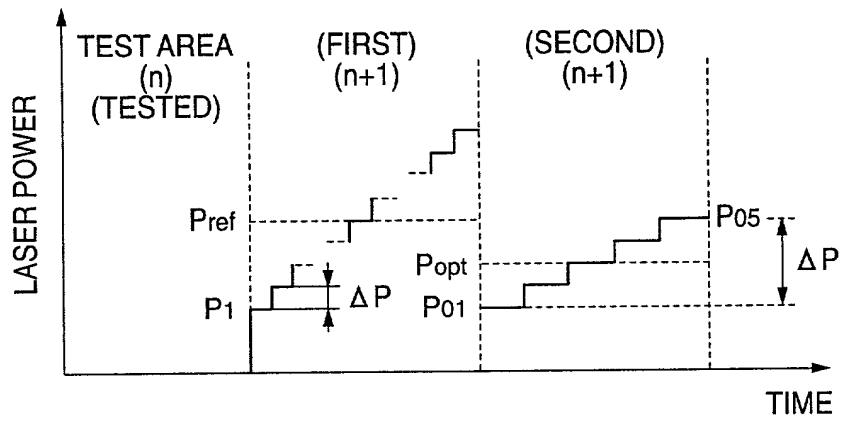 TEST AREA
(n)
(TESTED)
(FIRST)
(n+1)
(SECOND)
(n+1)
LASER POWER
Pref
P1
ΔP
Popt
P01
P05
ΔP
TIME